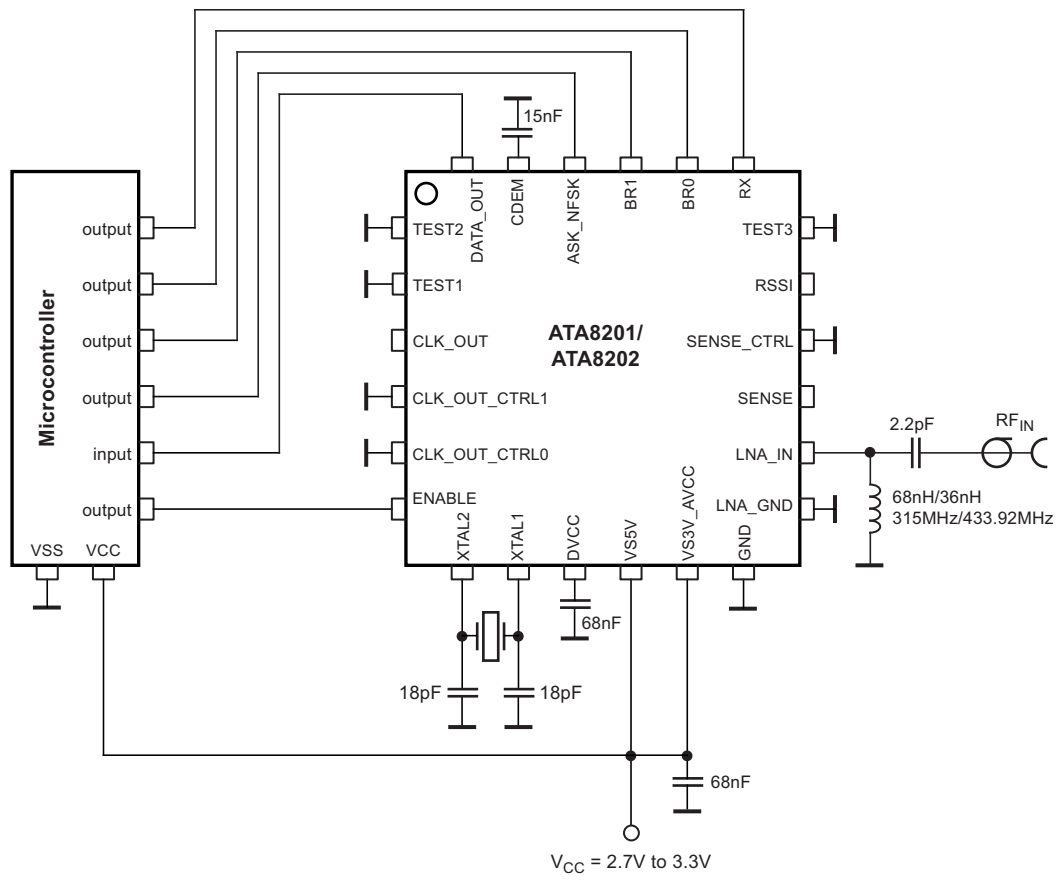 15nF
output
output
output
output
input
output
Microcontroller
VSS
VCC
DATA_OUT
CDEM
ASK_NFSK
BR1
BR0
RX
TEST2
TEST1
CLK_OUT
CLK_OUT_CTRL1
CLK_OUT_CTRL0
ENABLE
ATA8201/
ATA8202
TEST3
RSSI
SENSE_CTRL
SENSE
LNA_IN
LNA_GND
XTAL2
XTAL1
DVCC
VS5V
VS3V_AVCC
GND
2.2pF
RFIN
68nH/36nH
315MHz/433.92MHz
68nF
18pF
18pF
68nF
VCC = 2.7V to 3.3V